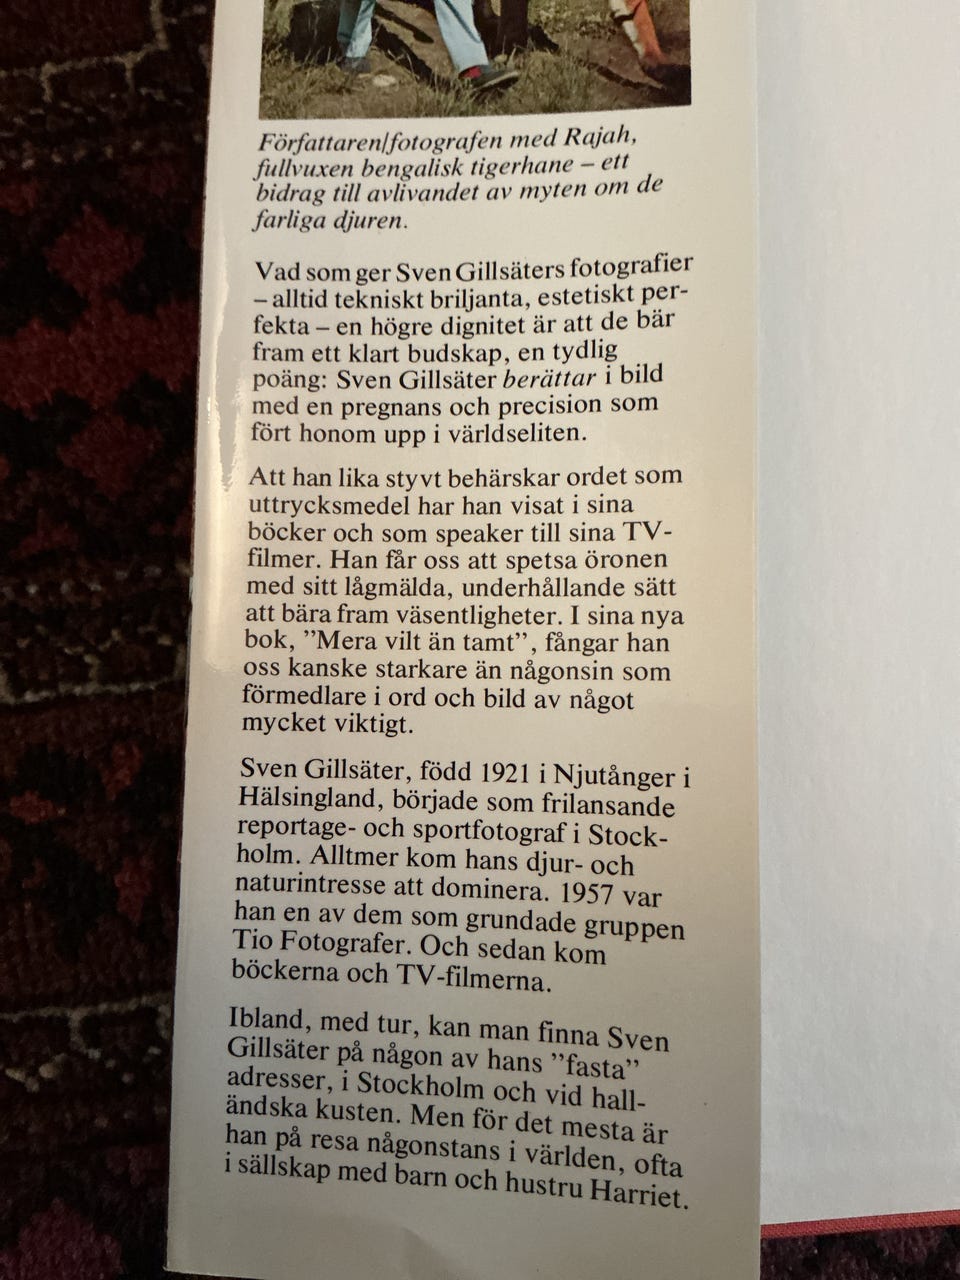 Författaren/fotografen med Rajah,
fullvuxen bengalisk tigerhane – ett
bidrag till avlivandet av myten om de
farliga djuren.
Vad som ger Sven Gillsäters fotografier
– alltid tekniskt briljanta, estetiskt per-
fekta – en högre dignitet är att de bär
fram ett klart budskap, en tydlig
poäng: Sven Gillsäter berättar i bild
med en pregnans och precision som
fört honom upp i världseliten.
Att han lika styvt behärskar ordet som
uttrycksmedel har han visat i sina
böcker och som speaker till sina TV-
filmer. Han får oss att spetsa öronen
med sitt lågmälda, underhållande sätt
att bära fram väsentligheter. I sina nya
bok, ”Mera vilt än tamt”, fångar han
oss kanske starkare än någonsin som
förmedlare i ord och bild av något
mycket viktigt.
Sven Gillsäter, född 1921 i Njutånger i
Hälsingland, började som frilansande
reportage- och sportfotograf i Stock-
holm. Alltmer kom hans djur- och
naturintresse att dominera. 1957 var
han en av dem som grundade gruppen
Tio Fotografer. Och sedan kom
böckerna och TV-filmerna.
Ibland, med tur, kan man finna Sven
Gillsäter på någon av hans ”fasta”
adresser, i Stockholm och vid hall-
ändska kusten. Men för det mesta är
han på resa någonstans i världen, ofta
i sällskap med barn och hustru Harriet.